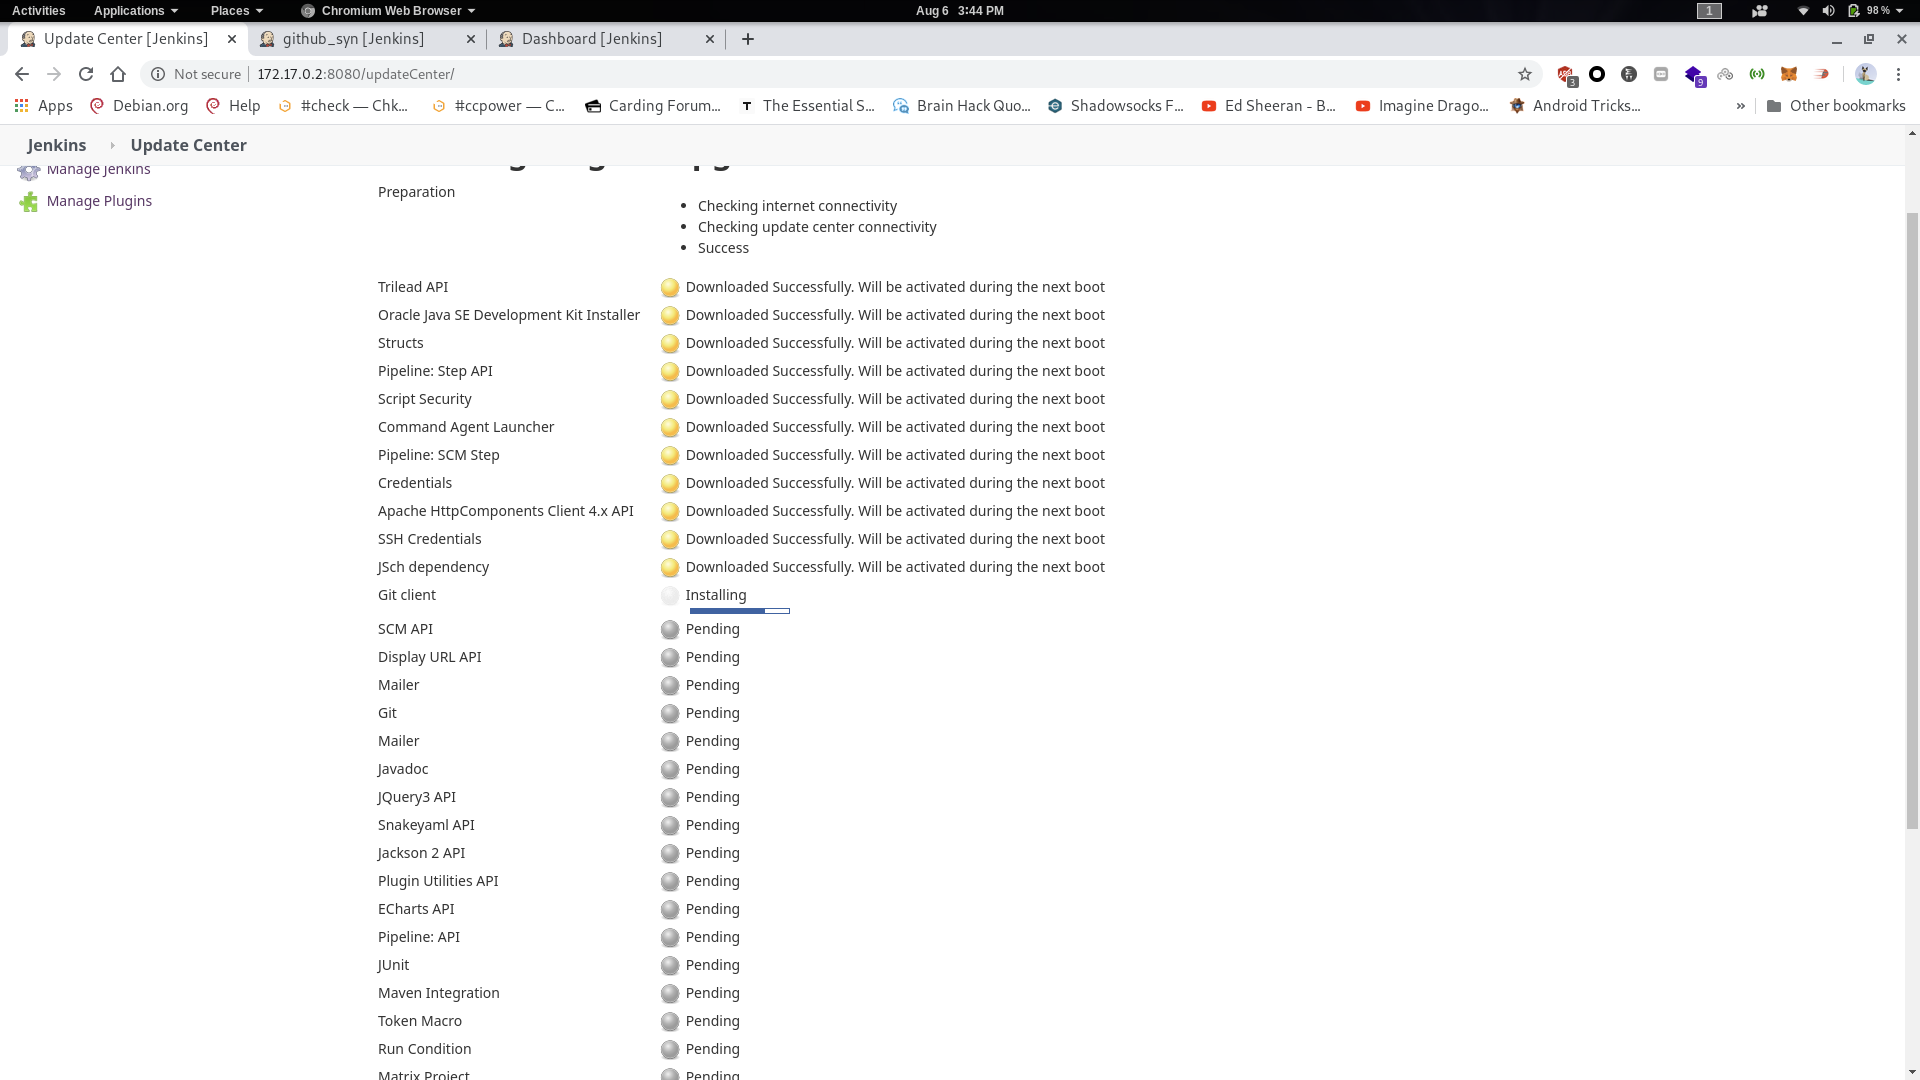 Activities Applications Places Chromium Web Browser Aug 6 3:44 PM 1 98 %
Update Center [Jenkins] github_syn [Jenkins] Dashboard [Jenkins]
Not secure 172.17.0.2:8080/updateCenter/ 3 9
Apps Debian.org Help #check — Chk... #ccpower — C... Carding Forum... The Essential S... Brain Hack Quo... Shadowsocks F... Ed Sheeran - B... Imagine Drago... Android Tricks... » Other bookmarks
Jenkins Update Center
Manage Jenkins
Manage Plugins
Preparation
• Checking internet connectivity
• Checking update center connectivity
• Success
Trilead API Downloaded Successfully. Will be activated during the next boot
Oracle Java SE Development Kit Installer Downloaded Successfully. Will be activated during the next boot
Structs Downloaded Successfully. Will be activated during the next boot
Pipeline: Step API Downloaded Successfully. Will be activated during the next boot
Script Security Downloaded Successfully. Will be activated during the next boot
Command Agent Launcher Downloaded Successfully. Will be activated during the next boot
Pipeline: SCM Step Downloaded Successfully. Will be activated during the next boot
Credentials Downloaded Successfully. Will be activated during the next boot
Apache HttpComponents Client 4.x API Downloaded Successfully. Will be activated during the next boot
SSH Credentials Downloaded Successfully. Will be activated during the next boot
JSch dependency Downloaded Successfully. Will be activated during the next boot
Git client Installing
SCM API Pending
Display URL API Pending
Mailer Pending
Git Pending
Mailer Pending
Javadoc Pending
JQuery3 API Pending
Snakeyaml API Pending
Jackson 2 API Pending
Plugin Utilities API Pending
ECharts API Pending
Pipeline: API Pending
JUnit Pending
Maven Integration Pending
Token Macro Pending
Run Condition Pending
Matrix Project Pending